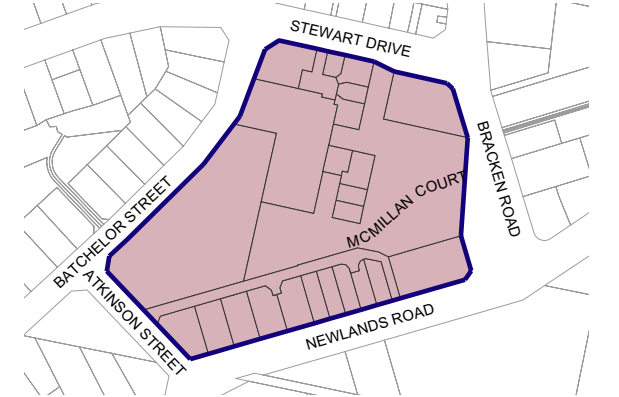 STEWART DRIVE
BRACKEN ROAD
MCMILLAN COURT
BATCHELOR STREET
ATKINSON STREET
NEWLANDS ROAD